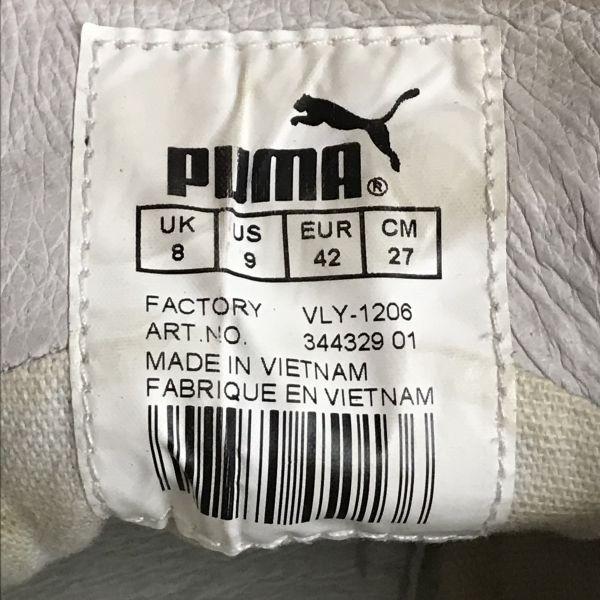 PUMA®
UK US EUR CM
8 9 42 27
FACTORY VLY-1206
ART.NO. 344329 01
MADE IN VIETNAM
FABRIQUE EN VIETNAM